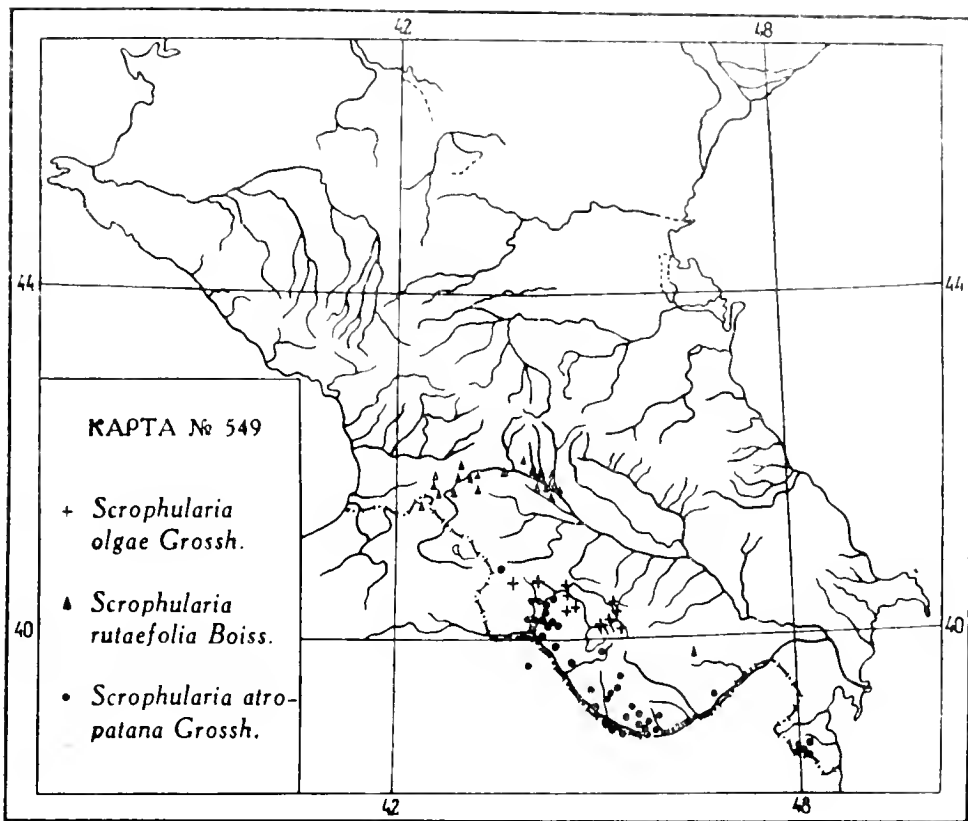 42 48
44 44
КАРТА № 549
+ Scrophularia
olgae Grossh.
▲ Scrophularia
rutaefolia Boiss.
40 40
• Scrophularia atro-
patana Grossh.
42 48